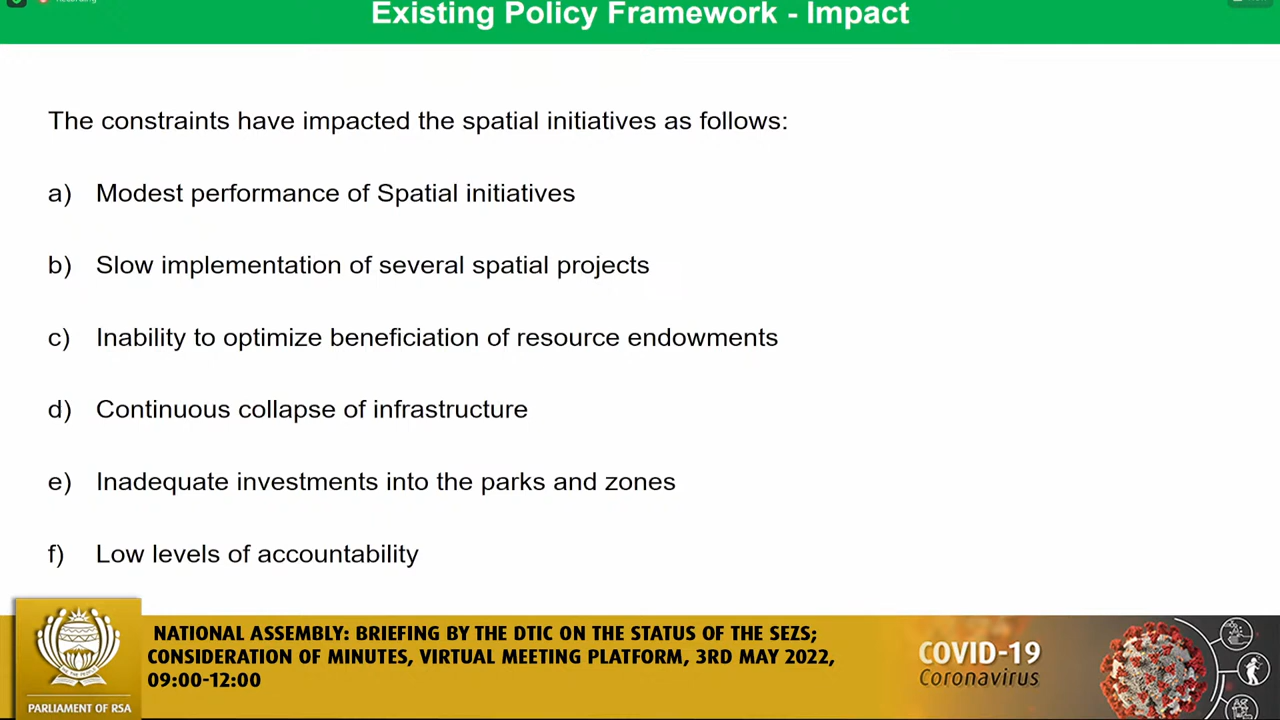 Existing Policy Framework - Impact
The constraints have impacted the spatial initiatives as follows:
a) Modest performance of Spatial initiatives
b) Slow implementation of several spatial projects
c) Inability to optimize beneficiation of resource endowments
d) Continuous collapse of infrastructure
e) Inadequate investments into the parks and zones
f) Low levels of accountability
NATIONAL ASSEMBLY: BRIEFING BY THE DTIC ON THE STATUS OF THE SEZS;
CONSIDERATION OF MINUTES, VIRTUAL MEETING PLATFORM, 3RD MAY 2022,
09:00-12:00
PARLIAMENT OF RSA
COVID-19
Coronavirus